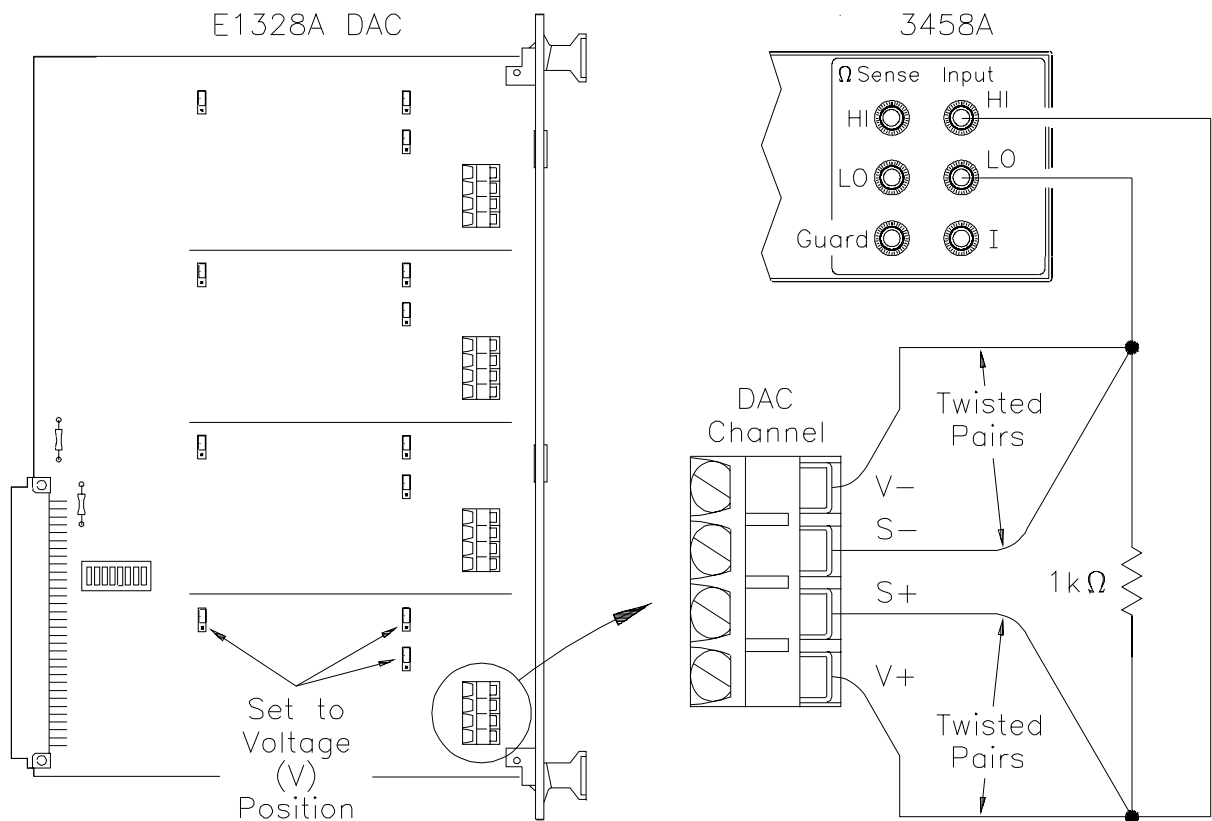 E1328A DAC
3458A
Ω Sense
Input
HI
HI
LO
LO
Guard
I
DAC
Channel
Twisted
Pairs
V-
S-
S+
V+
1kΩ
Twisted
Pairs
Set to
Voltage
(V)
Position